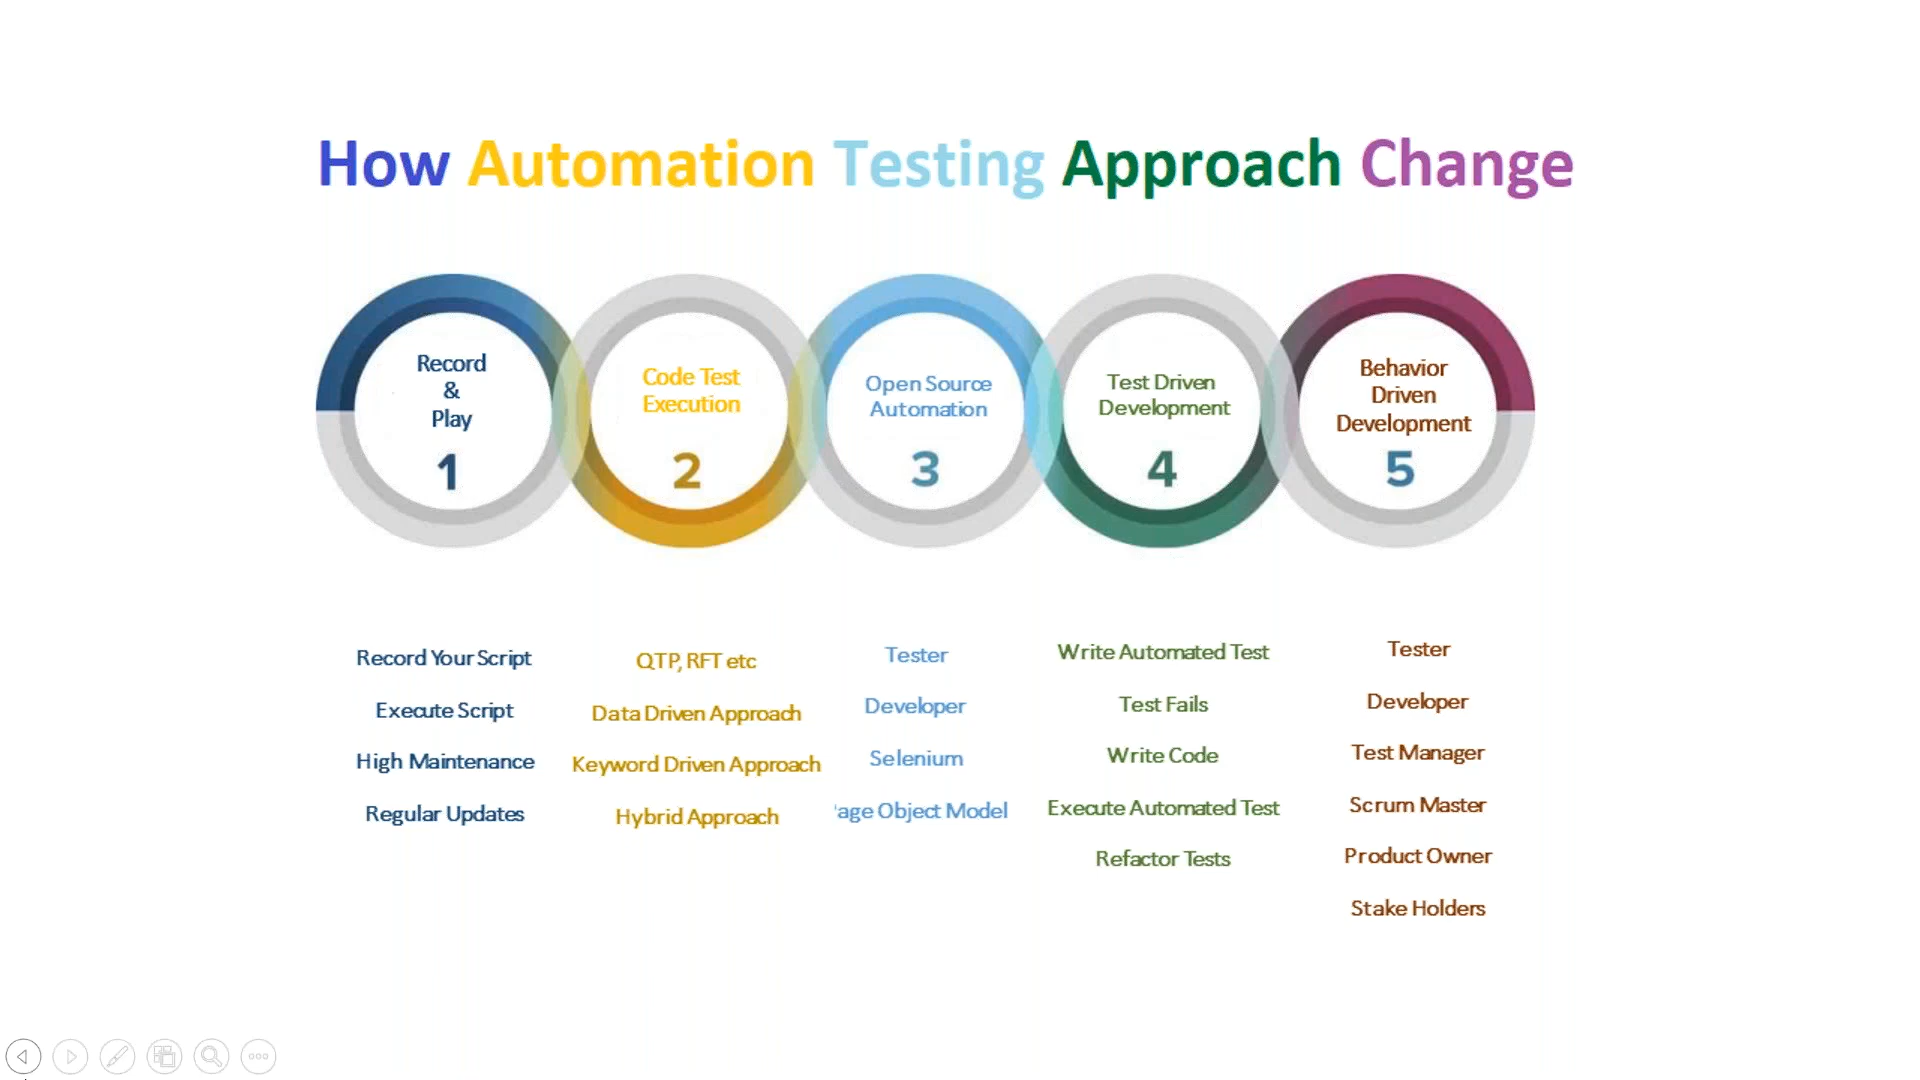 How Automation Testing Approach Change
Record
&
Play
1
Code Test
Execution
2
Open Source
Automation
3
Test Driven
Development
4
Behavior
Driven
Development
5
Record Your Script
Execute Script
High Maintenance
Regular Updates
QTP, RFT etc
Data Driven Approach
Keyword Driven Approach
Hybrid Approach
Tester
Developer
Selenium
age Object Model
Write Automated Test
Test Fails
Write Code
Execute Automated Test
Refactor Tests
Tester
Developer
Test Manager
Scrum Master
Product Owner
Stake Holders